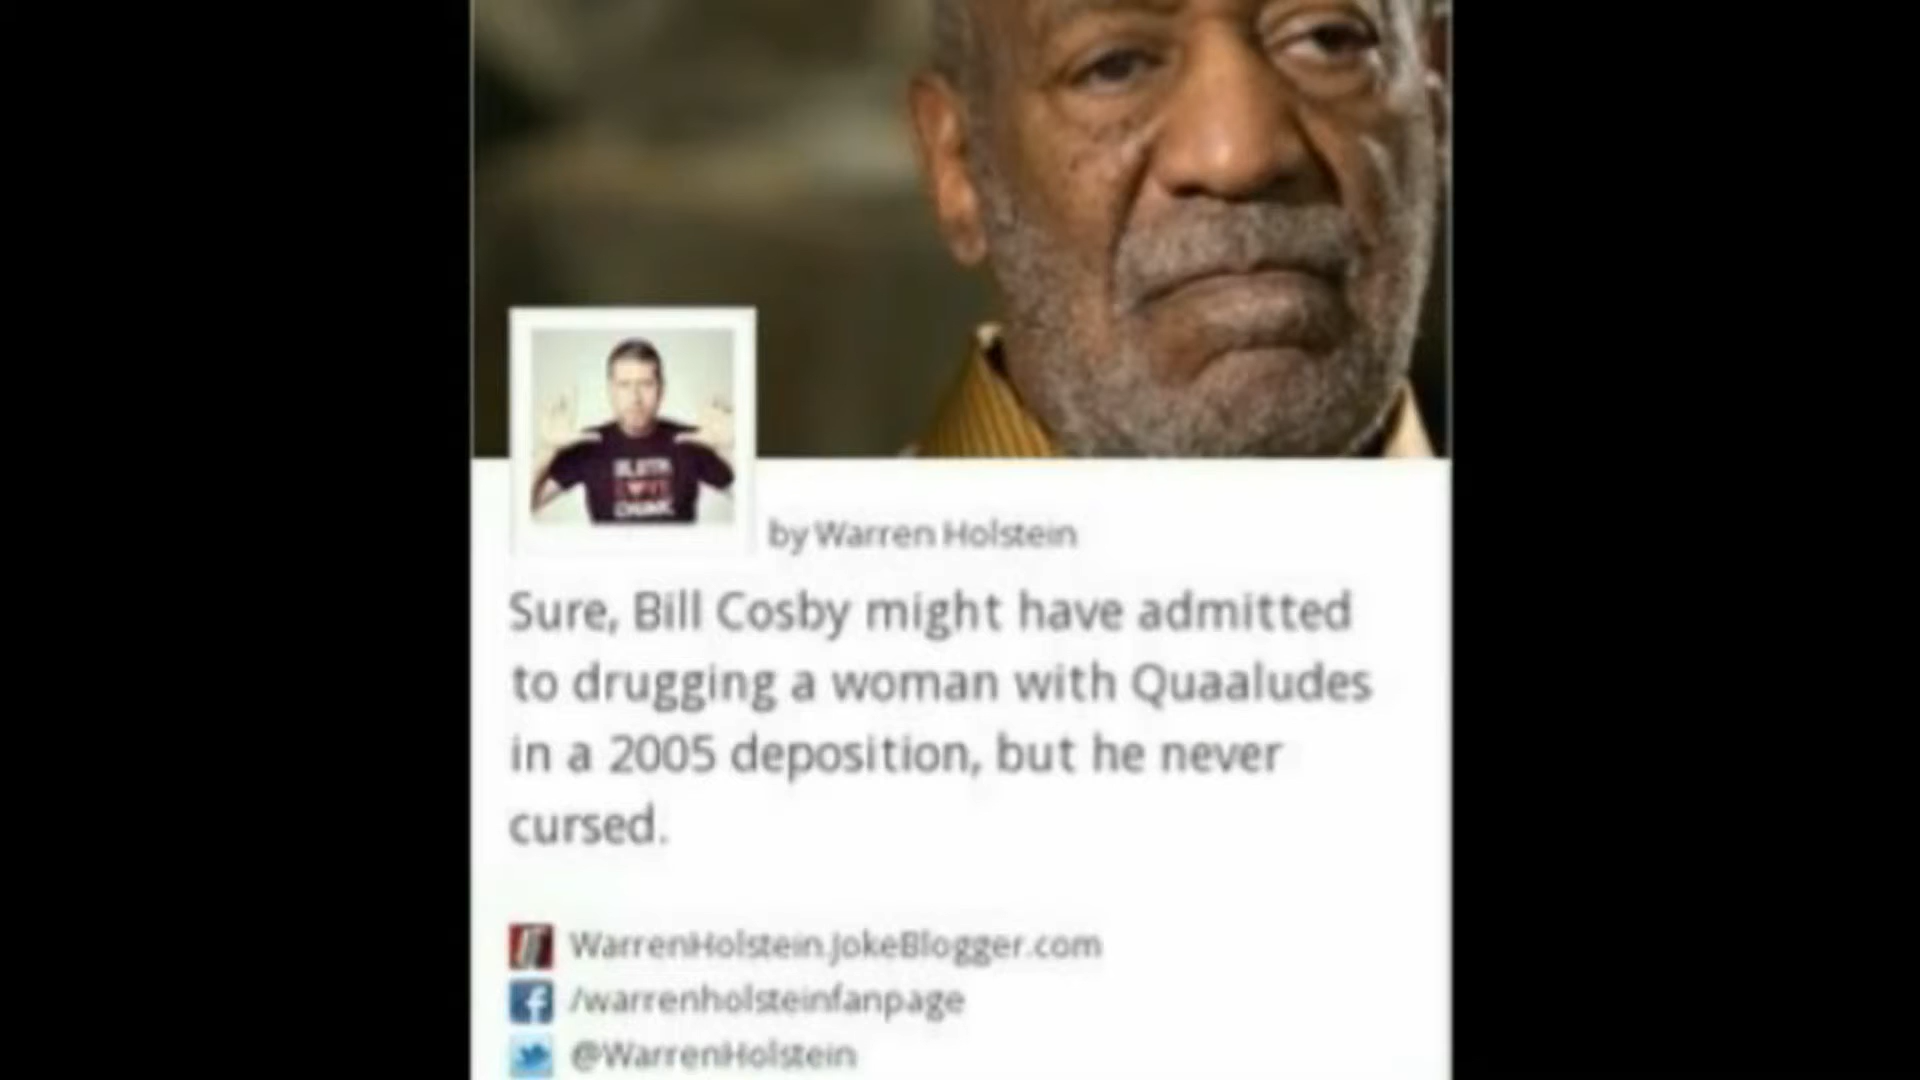 by Warren Holstein
Sure, Bill Cosby might have admitted
to drugging a woman with Quaaludes
in a 2005 deposition, but he never
cursed.
WarrenHolstein.JokeBlogger.com
/warrenholsteinfanpage
@WarrenHolstein